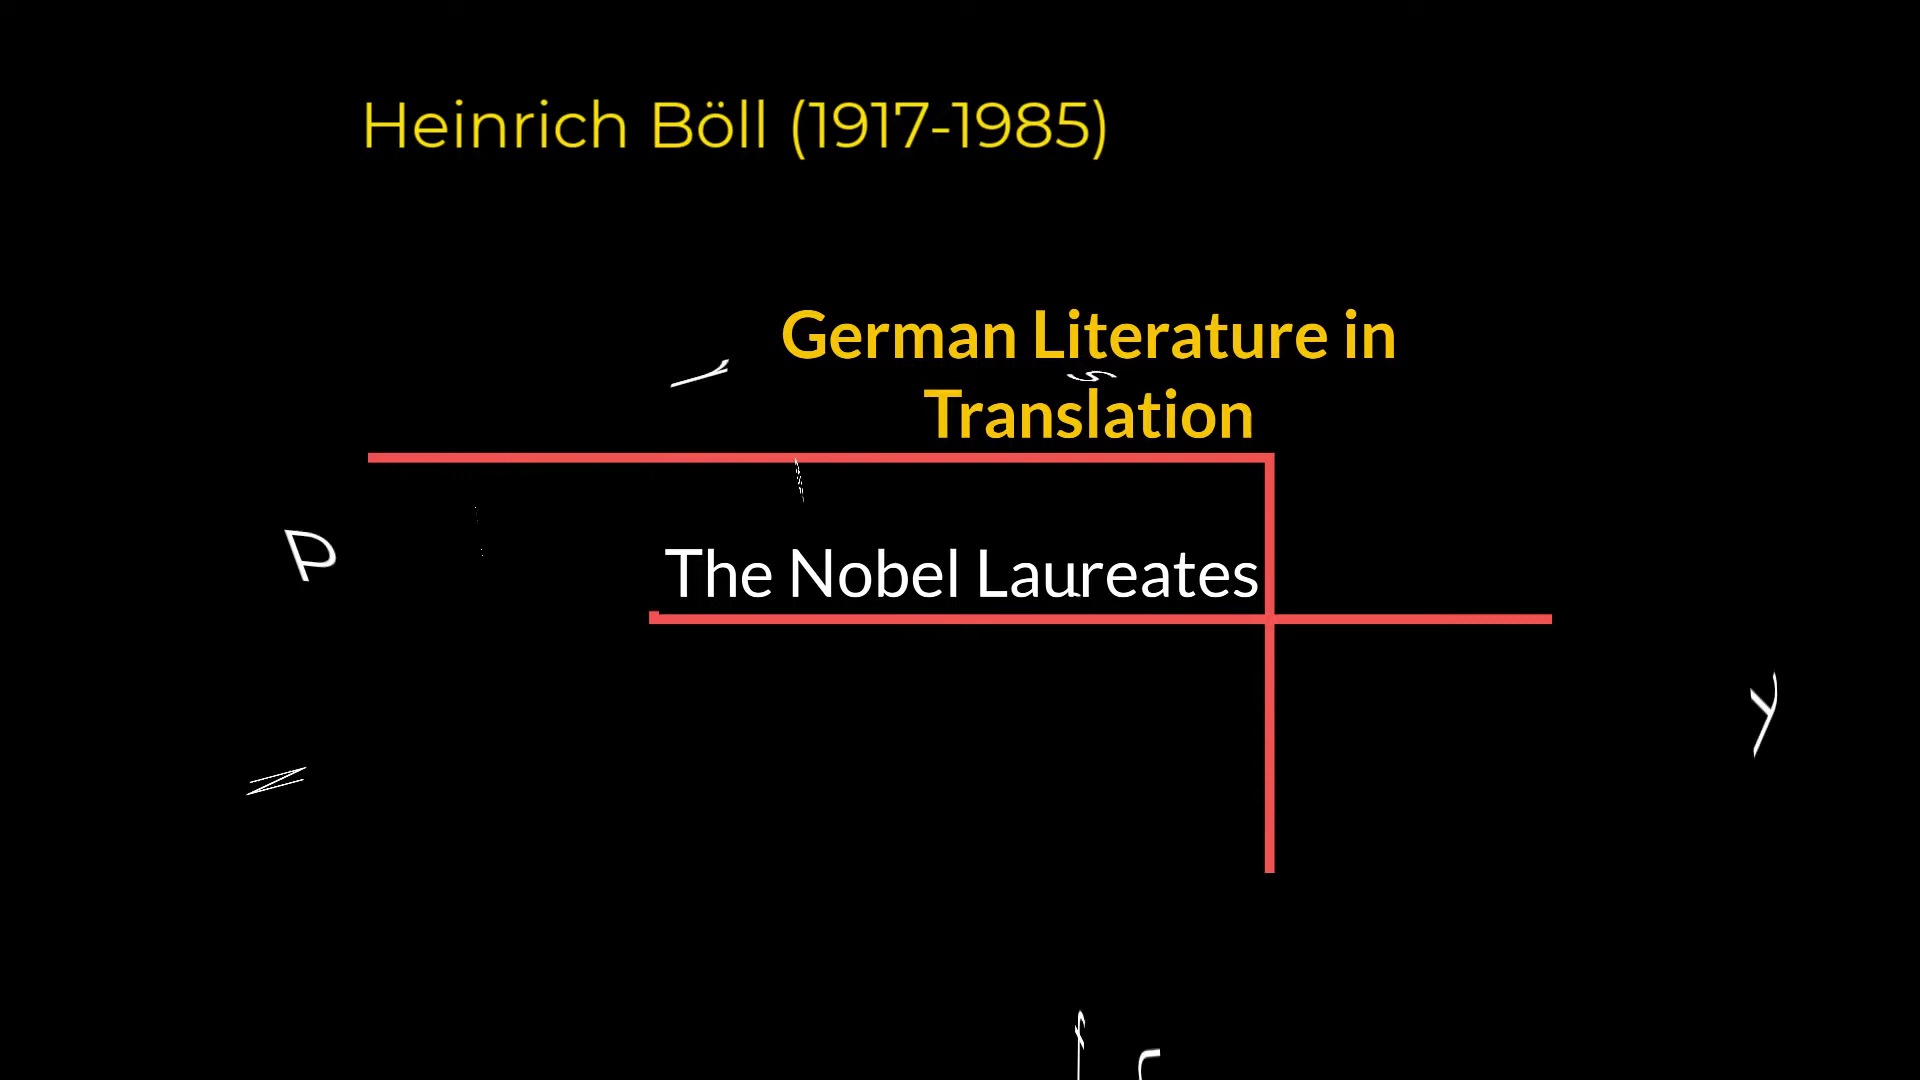 Heinrich Böll (1917-1985)
German Literature in
Translation
The Nobel Laureates